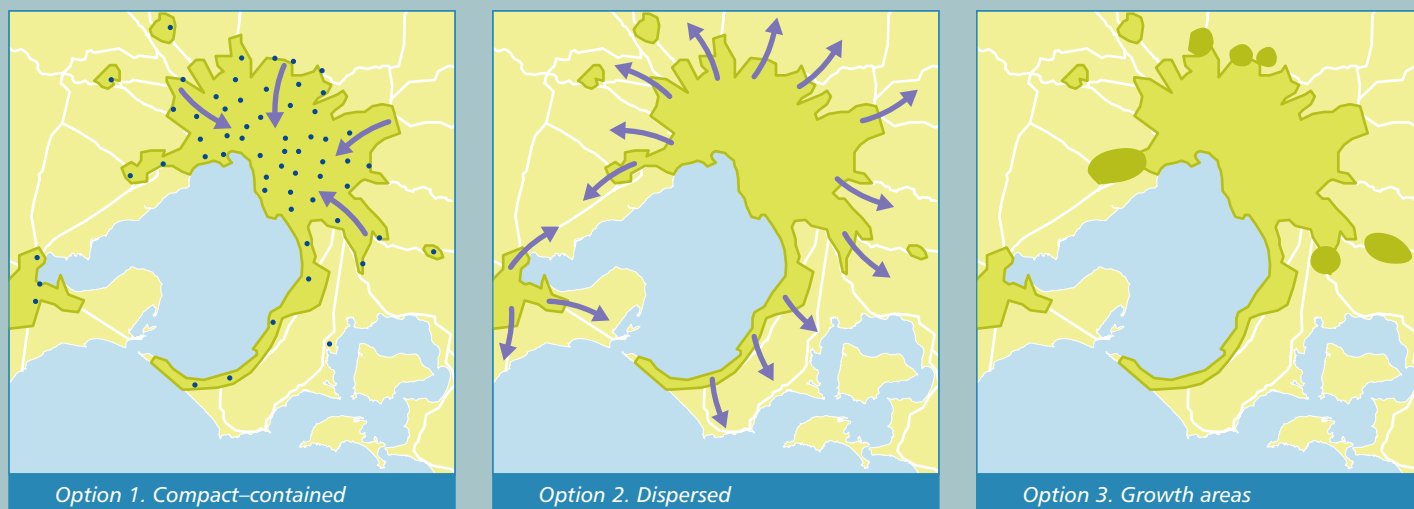 Option 1. Compact–contained
Option 2. Dispersed
Option 3. Growth areas